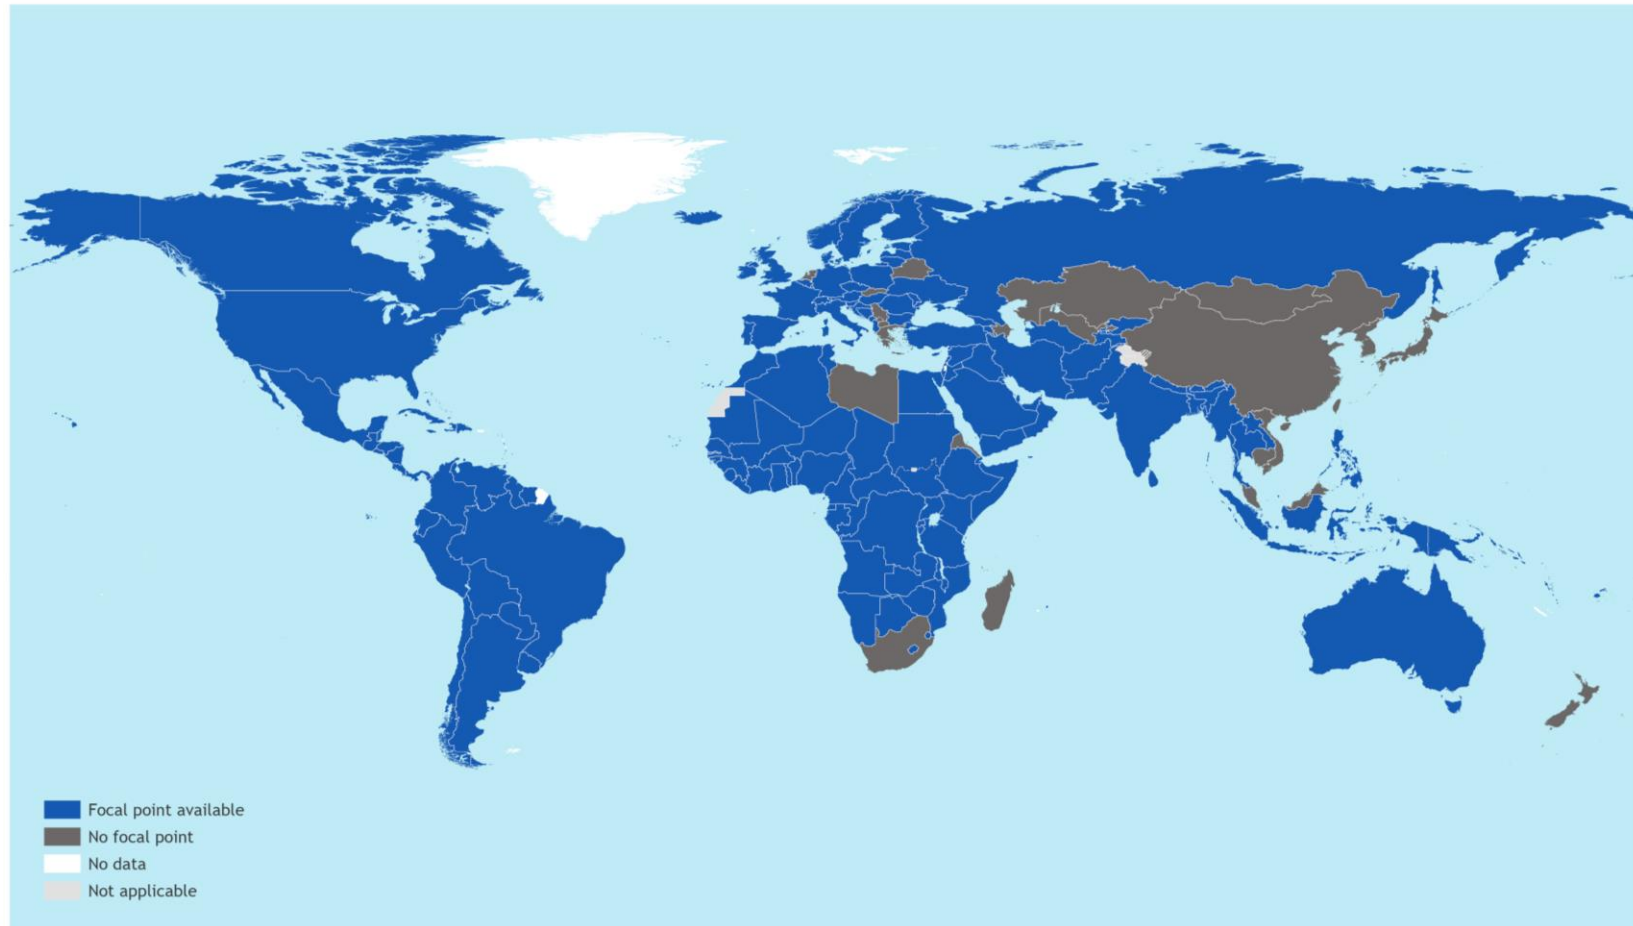 Focal point available
No focal point
No data
Not applicable